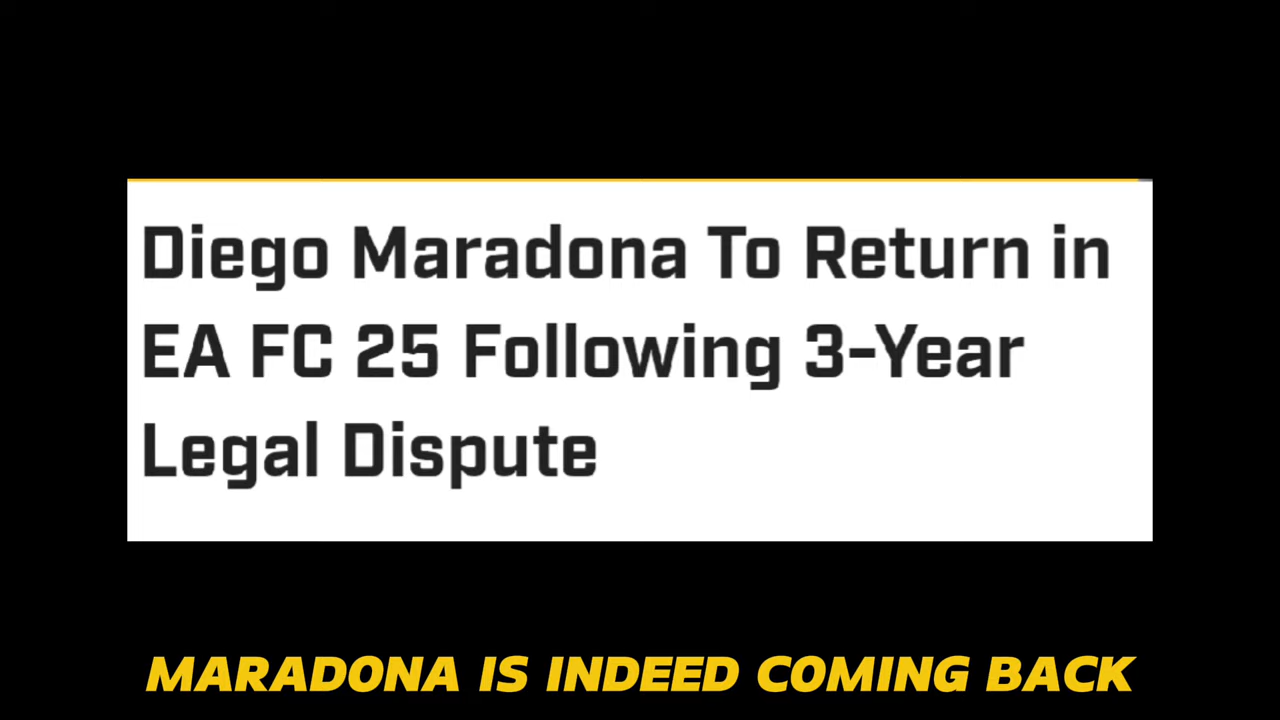 Diego Maradona To Return in
EA FC 25 Following 3-Year
Legal Dispute
MARADONA IS INDEED COMING BACK